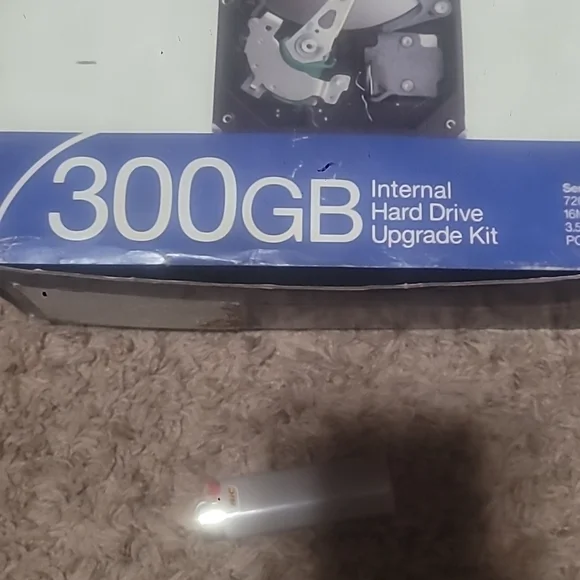 300GB
Internal
Hard Drive
Upgrade Kit